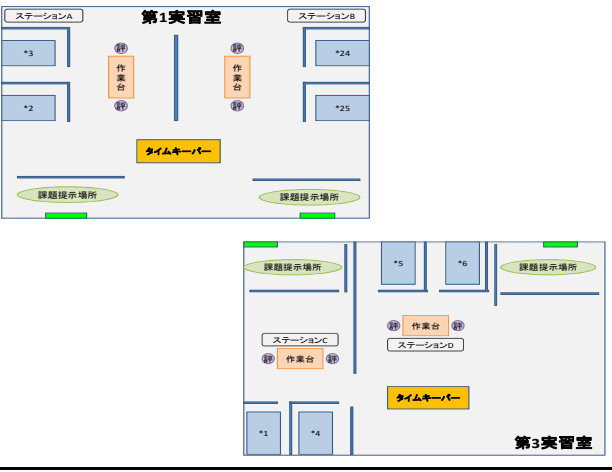 ステーションA
第1実習室
ステーションB
*3
評
評
*24
作業台
作業台
*2
評
評
*25
タイムキーパー
課題提示場所
課題提示場所
*5
*6
課題提示場所
課題提示場所
評
作業台
評
ステーションC
ステーションD
評
作業台
評
タイムキーパー
*1
*4
第3実習室